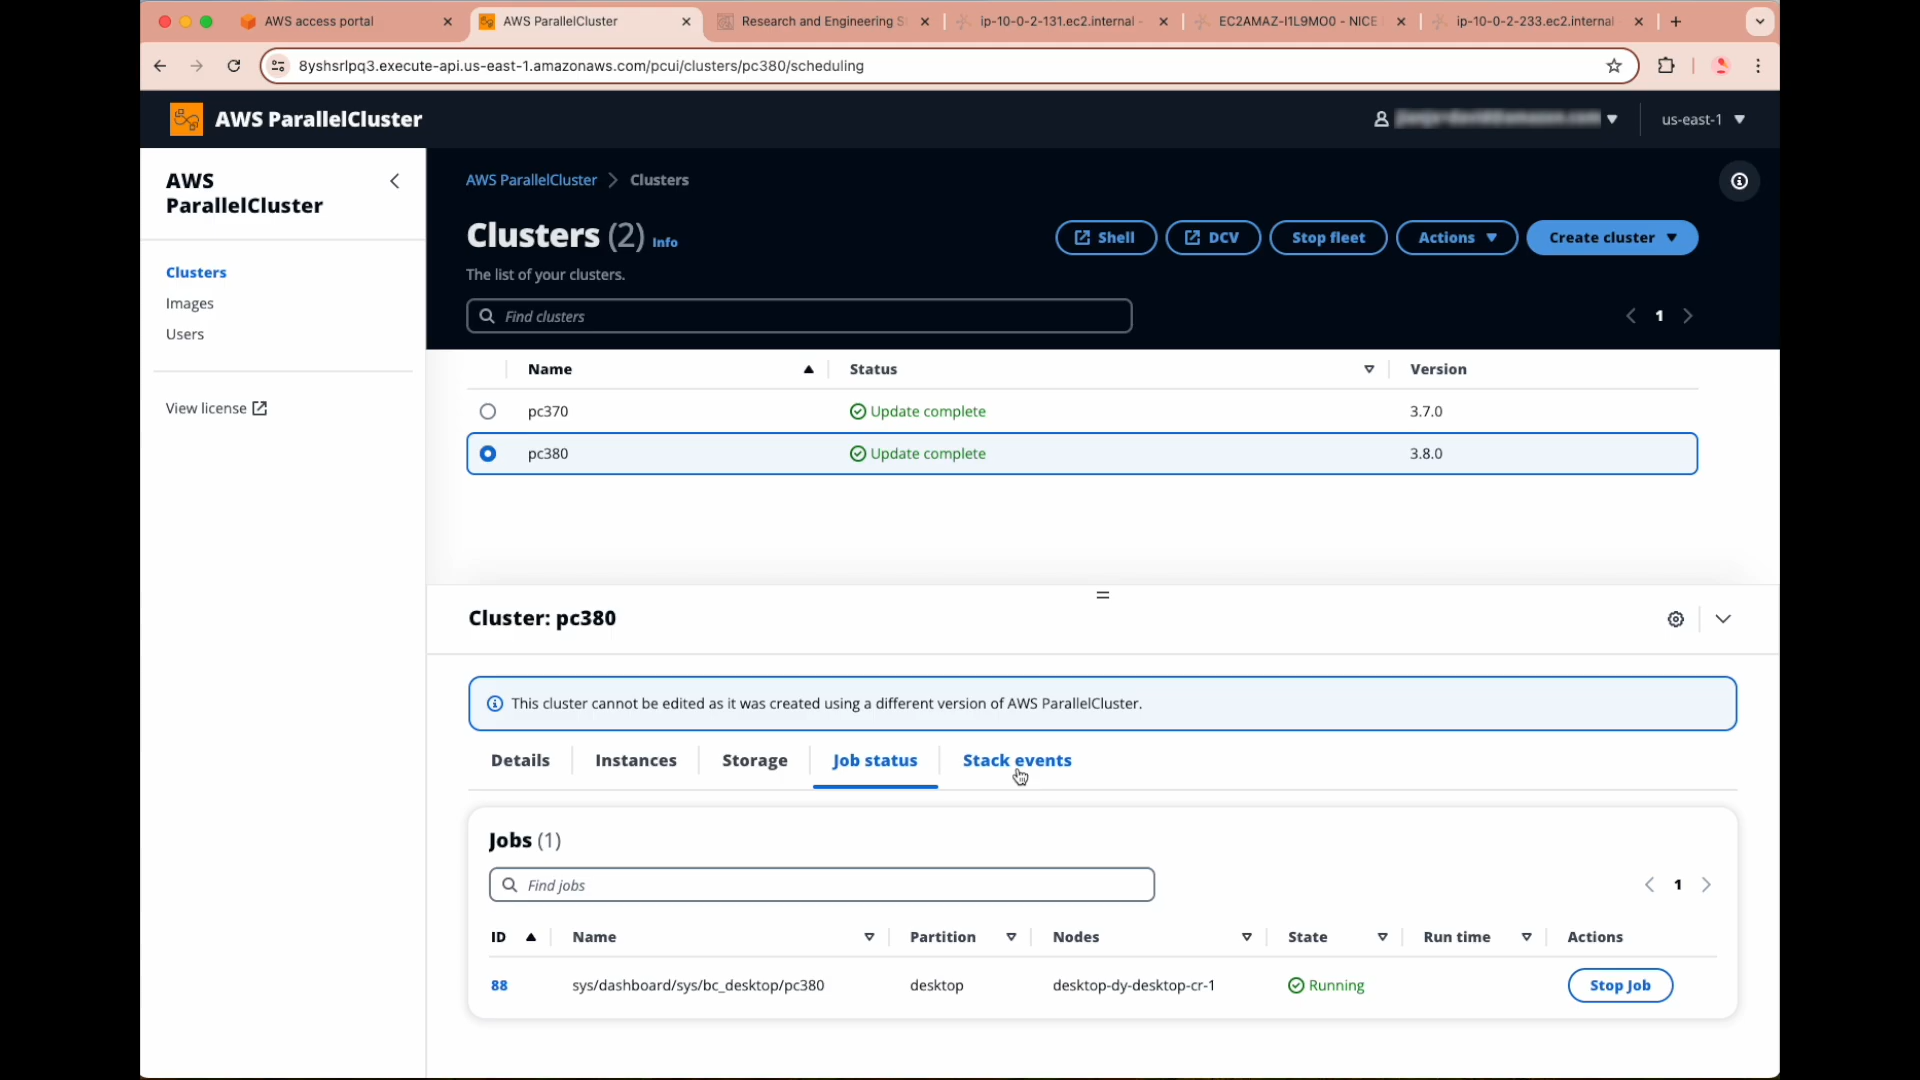 AWS access portal
AWS ParallelCluster
Research and Engineering S
ip-10-0-2-131.ec2.internal -
EC2AMAZ-I1L9MO0 - NICE
ip-10-0-2-233.ec2.internal
8yshsrlpq3.execute-api.us-east-1.amazonaws.com/pcui/clusters/pc380/scheduling
AWS ParallelCluster
us-east-1
AWS
ParallelCluster
Clusters
Images
Users
View license
AWS ParallelCluster > Clusters
Clusters (2) Info
Shell
DCV
Stop fleet
Actions
Create cluster
The list of your clusters.
Find clusters
1
Name Status Version
pc370 Update complete 3.7.0
pc380 Update complete 3.8.0
Cluster: pc380
This cluster cannot be edited as it was created using a different version of AWS ParallelCluster.
Details Instances Storage Job status Stack events
Jobs (1)
Find jobs
1
ID Name Partition Nodes State Run time Actions
88 sys/dashboard/sys/bc_desktop/pc380 desktop desktop-dy-desktop-cr-1 Running Stop Job